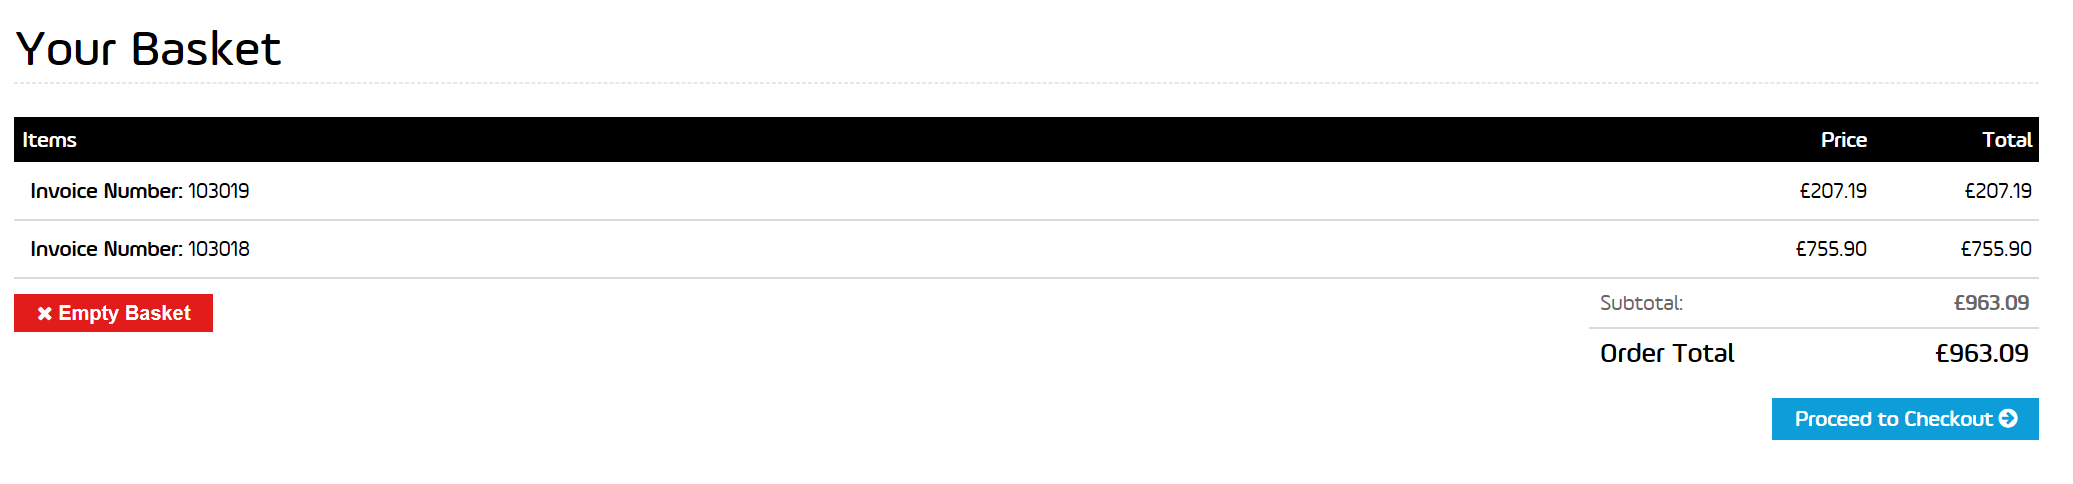 Your Basket
Items Price Total
Invoice Number: 103019 £207.19 £207.19
Invoice Number: 103018 £755.90 £755.90
Empty Basket
Subtotal: £963.09
Order Total £963.09
Proceed to Checkout